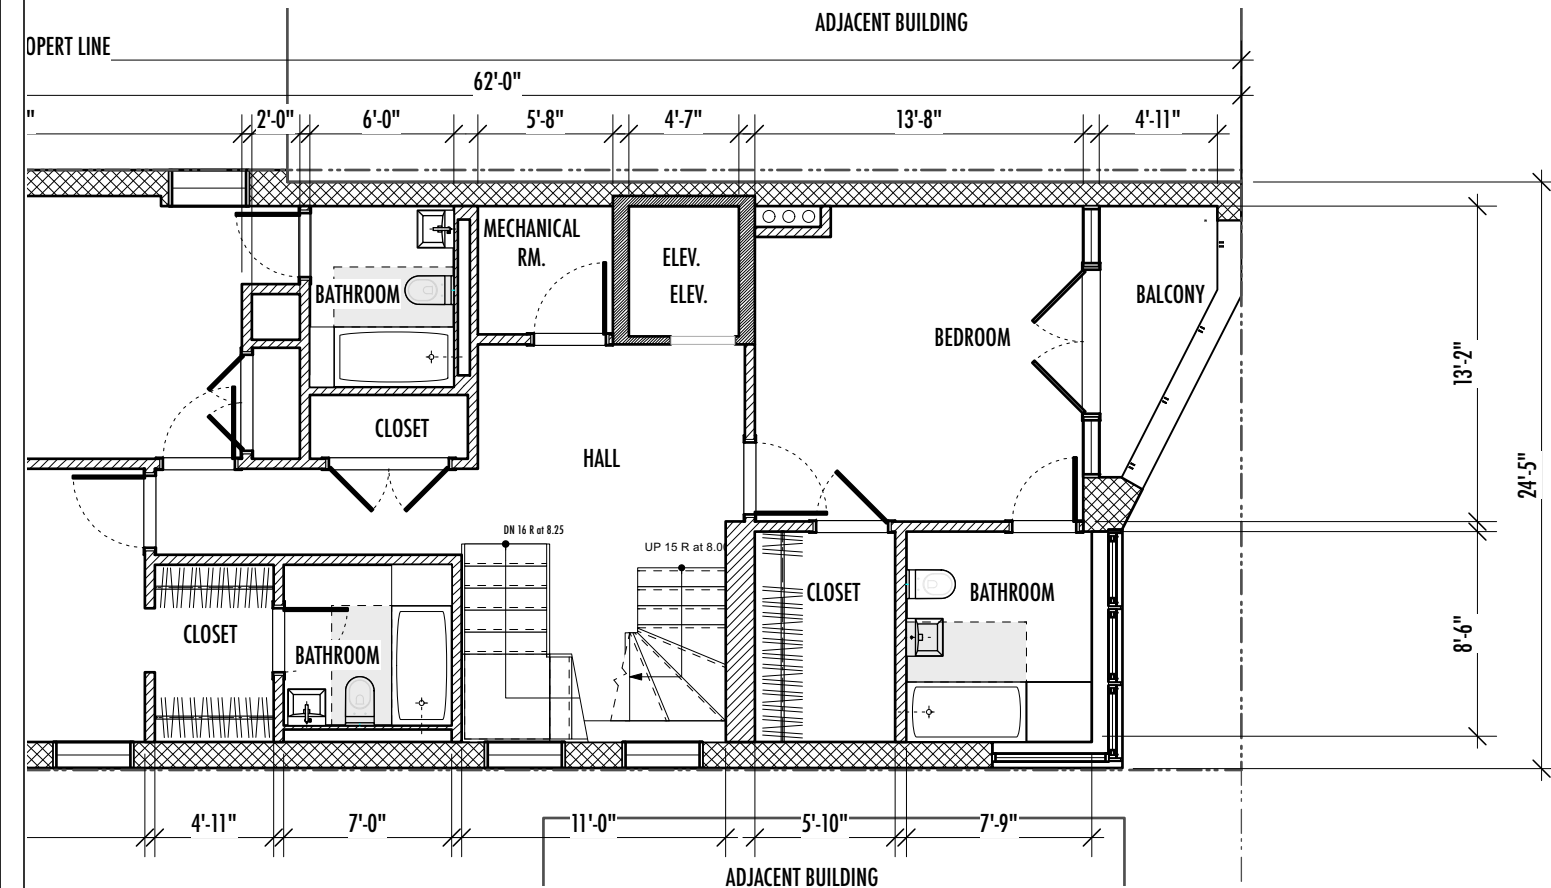 ADJACENT BUILDING
OPERT LINE
62'-0"
"
2'-0"
6'-0"
5'-8"
4'-7"
13'-8"
4'-11"
MECHANICAL
RM.
ELEV.
ELEV.
BATHROOM
BALCONY
BEDROOM
13'-2"
CLOSET
HALL
24'-5"
DN 16 R at 8.25
UP 15 R at 8.0
CLOSET
BATHROOM
CLOSET
BATHROOM
8'-6"
4'-11"
7'-0"
11'-0"
5'-10"
7'-9"
ADJACENT BUILDING